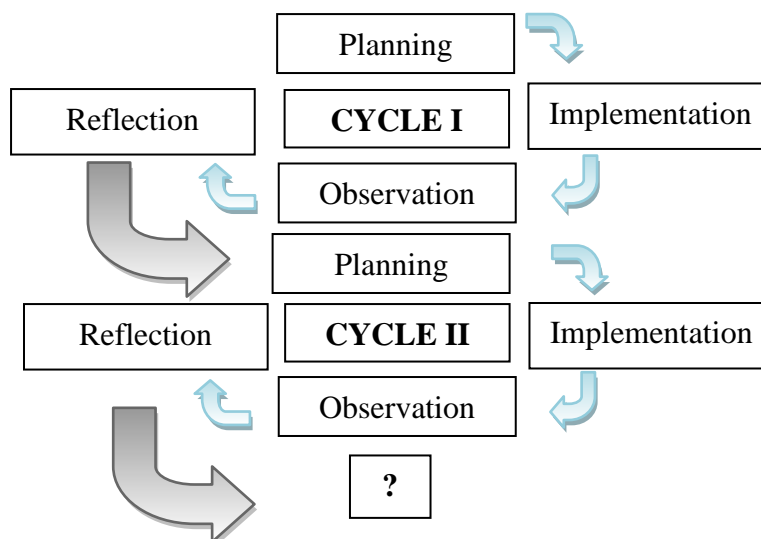 Planning
Reflection
CYCLE I
Implementation
Observation
Planning
Reflection
CYCLE II
Implementation
Observation
?